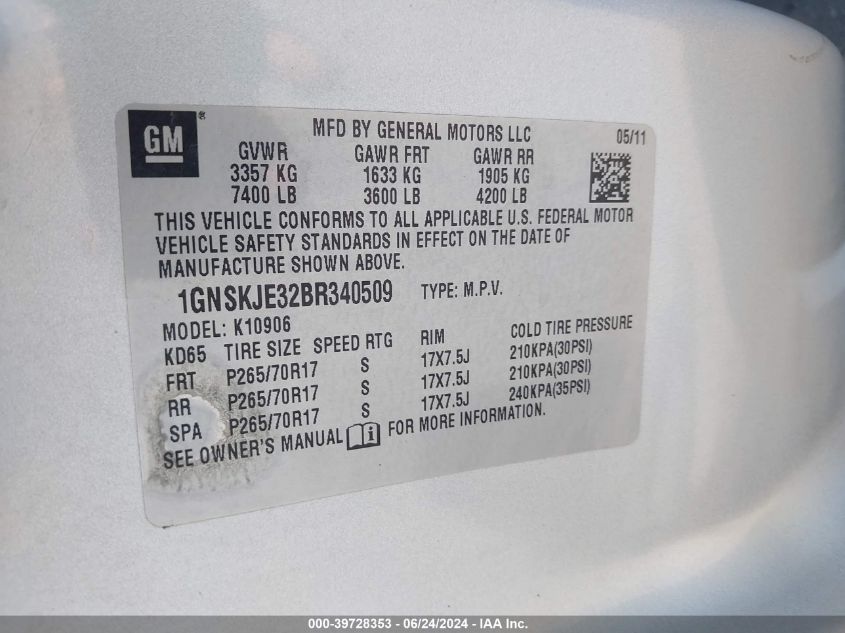 GM ®
MFD BY GENERAL MOTORS LLC 05/11
GVWR GAWR FRT GAWR RR
3357 KG 1633 KG 1905 KG
7400 LB 3600 LB 4200 LB
THIS VEHICLE CONFORMS TO ALL APPLICABLE U.S. FEDERAL MOTOR
VEHICLE SAFETY STANDARDS IN EFFECT ON THE DATE OF
MANUFACTURE SHOWN ABOVE.
1GNSKJE32BR340509 TYPE: M.P.V.
MODEL: K10906
KD65 TIRE SIZE SPEED RTG RIM COLD TIRE PRESSURE
FRT P265/70R17 S 17X7.5J 210KPA(30PSI)
RR P265/70R17 S 17X7.5J 210KPA(30PSI)
SPA P265/70R17 S 17X7.5J 240KPA(35PSI)
SEE OWNER'S MANUAL i FOR MORE INFORMATION.
000-39728353 - 06/24/2024 - IAA Inc.